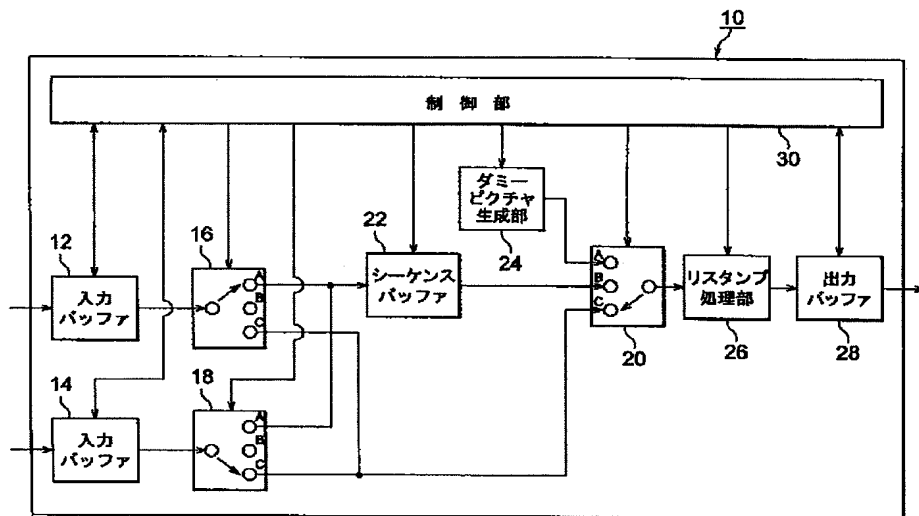 10
制御部
30
ダミー
ピクチャ
生成部
24
12
入力
バッファ
16
A
B
C
22
シーケンス
バッファ
A
B
C
20
リスタンプ
処理部
26
出力
バッファ
28
14
入力
バッファ
18
A
B
C